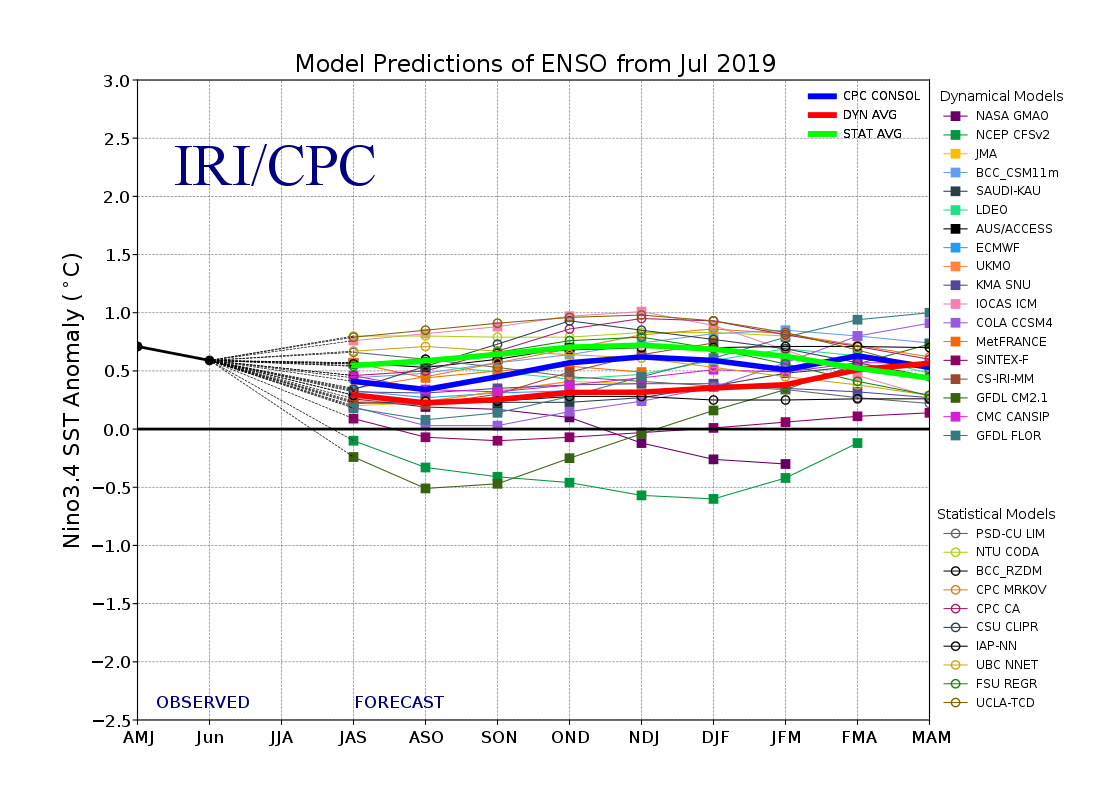 Model Predictions of ENSO from Jul 2019
3.0
2.5
2.0
1.5
1.0
0.5
0.0
−0.5
−1.0
−1.5
−2.0
−2.5
Nino3.4 SST Anomaly (°C)
IRI/CPC
CPC CONSOL
DYN AVG
STAT AVG
OBSERVED
FORECAST
AMJ
Jun
JJA
JAS
ASO
SON
OND
NDJ
DJF
JFM
FMA
MAM
Dynamical Models
NASA GMAO
NCEP CFSv2
JMA
BCC_CSM11m
SAUDI-KAU
LDEO
AUS/ACCESS
ECMWF
UKMO
KMA SNU
IOCAS ICM
COLA CCSM4
MetFRANCE
SINTEX-F
CS-IRI-MM
GFDL CM2.1
CMC CANSIP
GFDL FLOR
Statistical Models
PSD-CU LIM
NTU CODA
BCC_RZDM
CPC MRKOV
CPC CA
CSU CLIPR
IAP-NN
UBC NNET
FSU REGR
UCLA-TCD